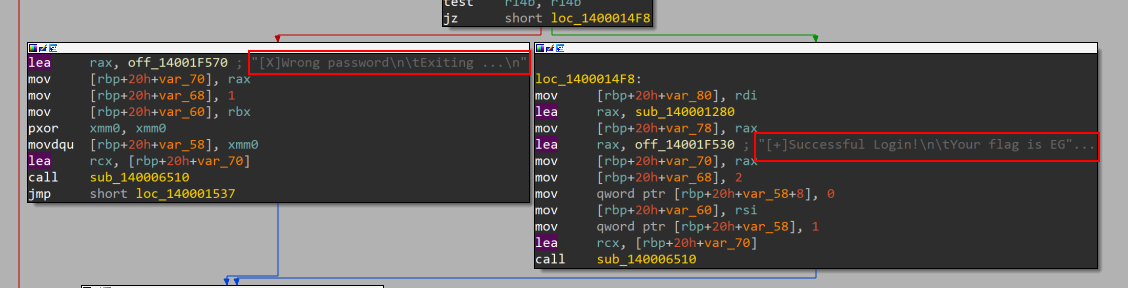 test r14b, r14b
jz short loc_1400014F8
lea rax, off_14001F570 ; "[X]Wrong password\n\tExiting ...\n"
mov [rbp+20h+var_70], rax
mov [rbp+20h+var_68], 1
mov [rbp+20h+var_60], rbx
pxor xmm0, xmm0
movdqu [rbp+20h+var_58], xmm0
lea rcx, [rbp+20h+var_70]
call sub_140006510
jmp short loc_140001537
loc_1400014F8:
mov [rbp+20h+var_80], rdi
lea rax, sub_140001280
mov [rbp+20h+var_78], rax
lea rax, off_14001F530 ; "[+]Successful Login!\n\tYour flag is EG"...
mov [rbp+20h+var_70], rax
mov [rbp+20h+var_68], 2
mov qword ptr [rbp+20h+var_58+8], 0
mov [rbp+20h+var_60], rsi
mov qword ptr [rbp+20h+var_58], 1
lea rcx, [rbp+20h+var_70]
call sub_140006510